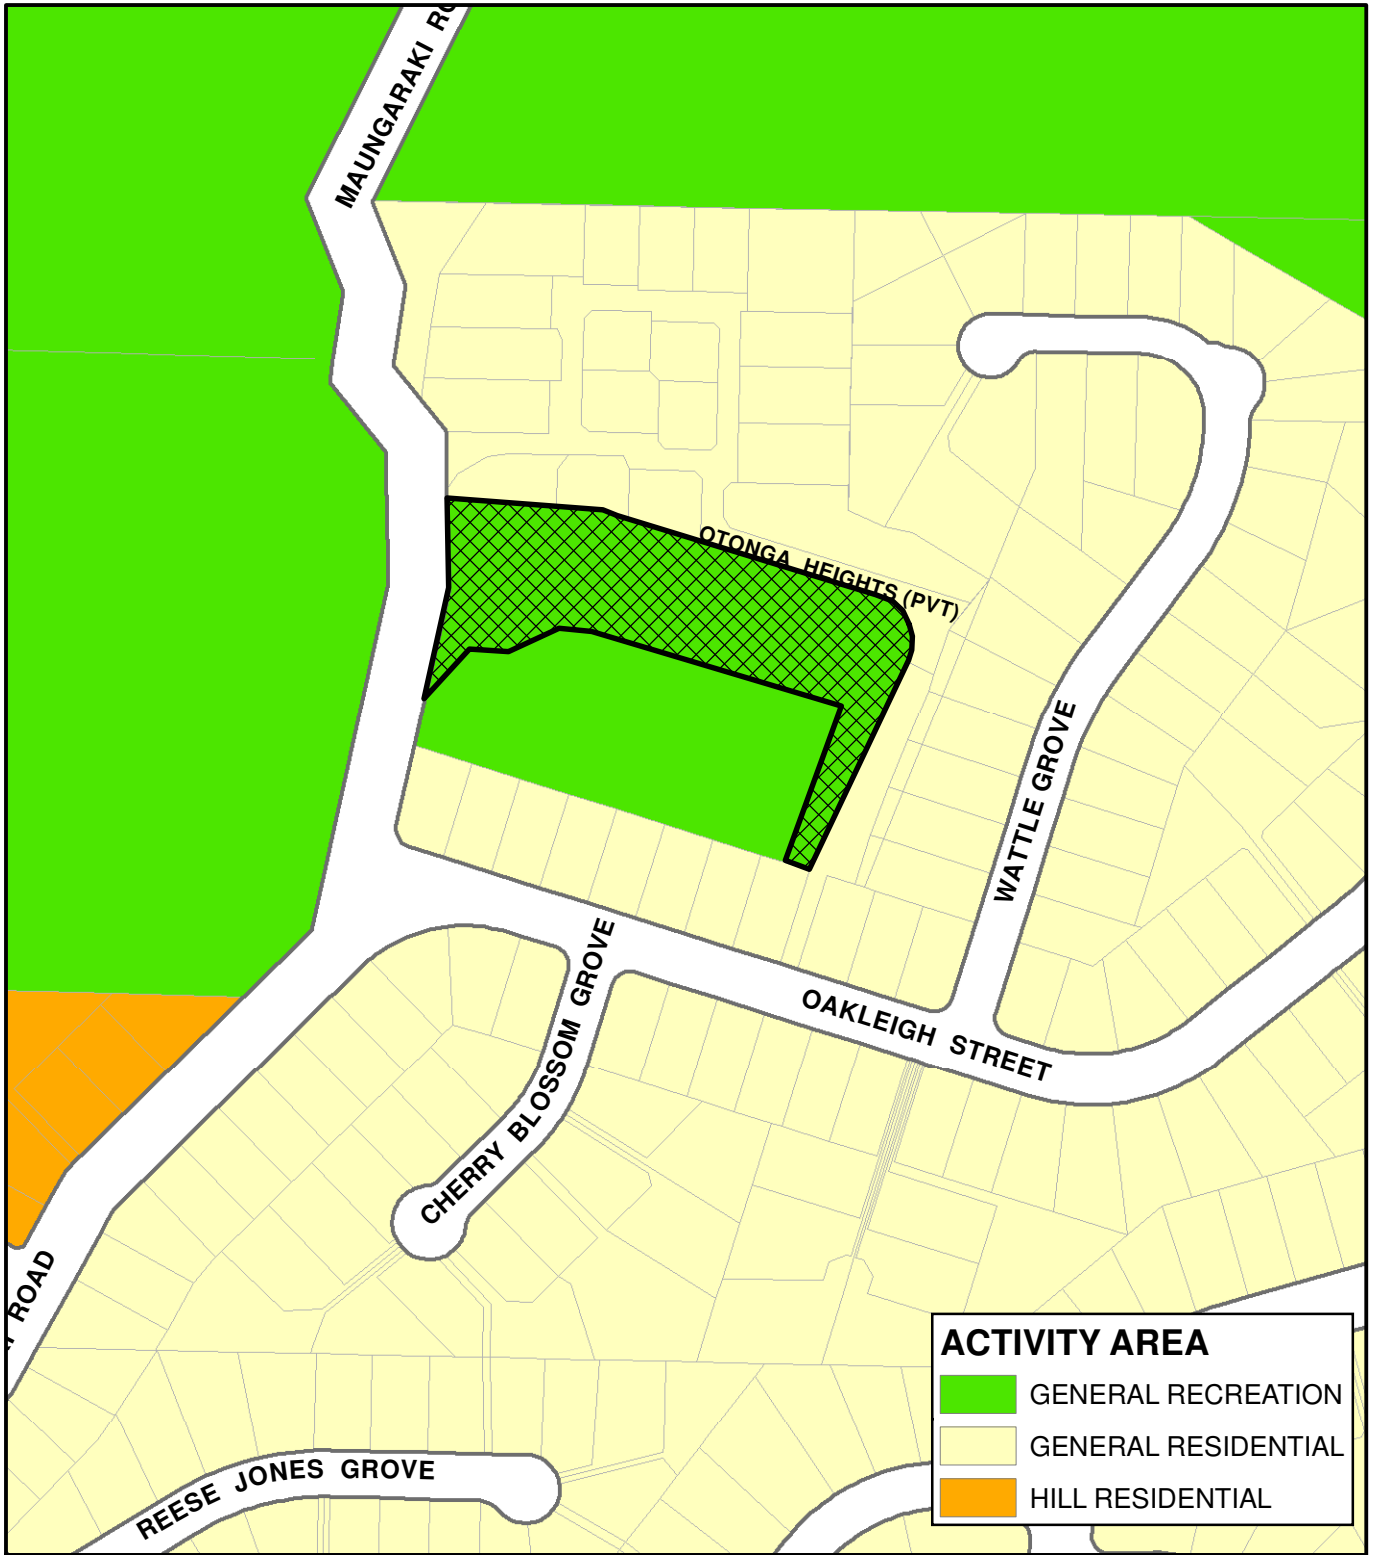 MAUNGARAKI
OTONGA HEIGHTS (PVT)
WATTLE GROVE
CHERRY BLOSSOM GROVE
OAKLEIGH STREET
ROAD
REESE JONES GROVE
ACTIVITY AREA
GENERAL RECREATION
GENERAL RESIDENTIAL
HILL RESIDENTIAL